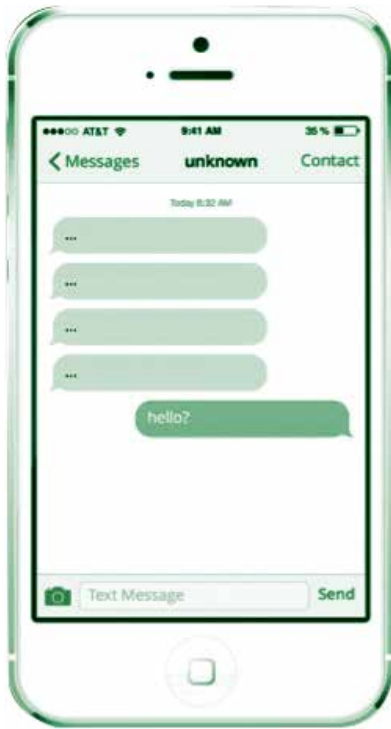 AT&T 9:41 AM 35%
Messages unknown Contact
Today 8:32 AM
...
...
...
...
hello?
Text Message Send